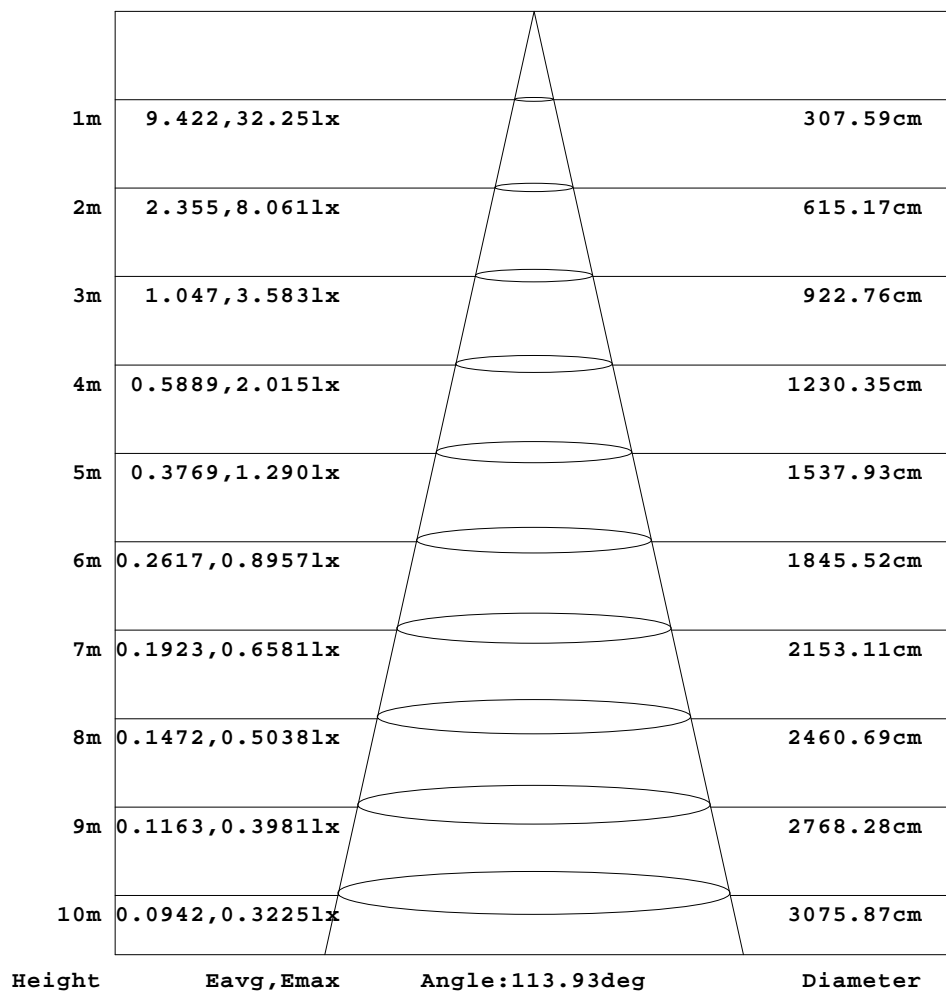 1m 9.422,32.25lx 307.59cm
2m 2.355,8.061lx 615.17cm
3m 1.047,3.583lx 922.76cm
4m 0.5889,2.015lx 1230.35cm
5m 0.3769,1.290lx 1537.93cm
6m 0.2617,0.8957lx 1845.52cm
7m 0.1923,0.6581lx 2153.11cm
8m 0.1472,0.5038lx 2460.69cm
9m 0.1163,0.3981lx 2768.28cm
10m 0.0942,0.3225lx 3075.87cm
Height Eavg,Emax Angle:113.93deg Diameter